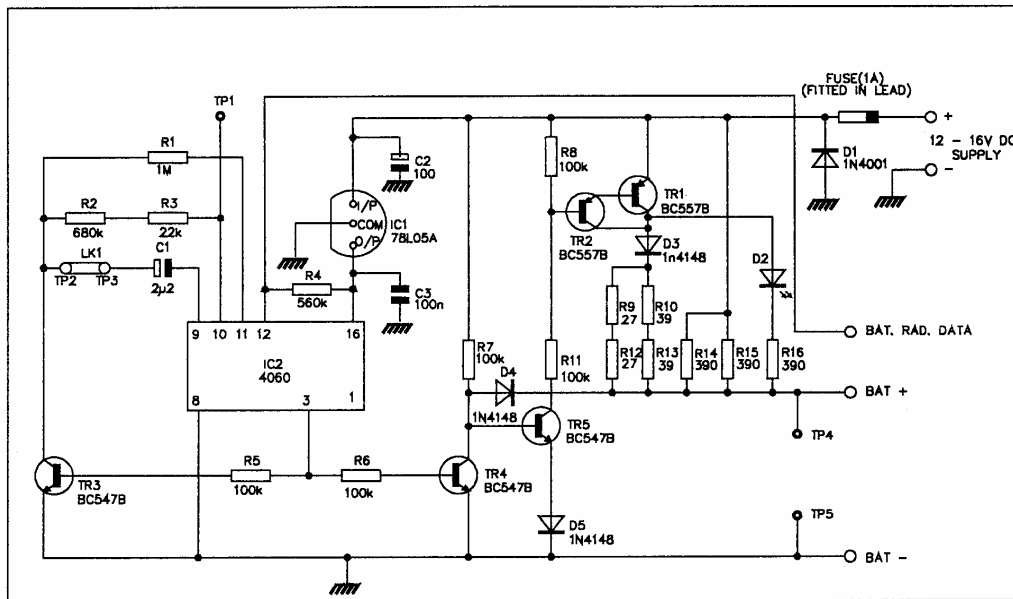 FUSE(1A)
(FITTED IN LEAD)
+
12 - 16V DC
SUPPLY
-
TP1
R1
1M
R2
680k
R3
22k
LK1
TP2
TP3
C1
2µ2
C2
100
I/P
COM
O/P
IC1
78L05A
R4
560k
C3
100n
9
10
11
12
16
IC2
4060
8
3
1
R8
100k
TR1
BC557B
TR2
BC557B
D1
1N4001
D3
1n4148
D2
R9
27
R10
39
R12
27
R13
39
R14
390
R15
390
R16
390
BAT. RAD. DATA
BAT +
R7
100k
R11
100k
D4
1N4148
TR5
BC547B
TP4
TR3
BC547B
R5
100k
R6
100k
TR4
BC547B
D5
1N4148
TP5
BAT -